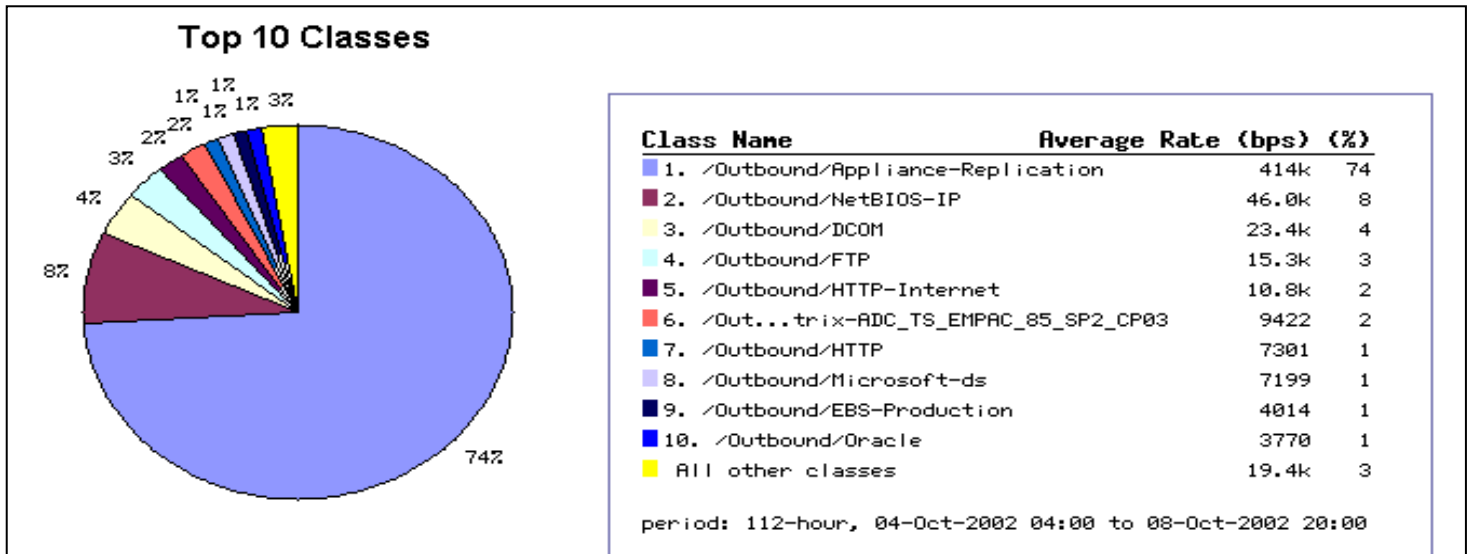 Top 10 Classes
1%
1%
1%
1%
3%
2%
2%
3%
4%
8%
74%
Class Name Average Rate (bps) (%)
1. /Outbound/Appliance-Replication 414k 74
2. /Outbound/NetBIOS-IP 46.0k 8
3. /Outbound/DCOM 23.4k 4
4. /Outbound/FTP 15.3k 3
5. /Outbound/HTTP-Internet 10.8k 2
6. /Out...trix-ADC_TS_EMPAC_85_SP2_CP03 9422 2
7. /Outbound/HTTP 7301 1
8. /Outbound/Microsoft-ds 7199 1
9. /Outbound/EBS-Production 4014 1
10. /Outbound/Oracle 3770 1
All other classes 19.4k 3
period: 112-hour, 04-Oct-2002 04:00 to 08-Oct-2002 20:00